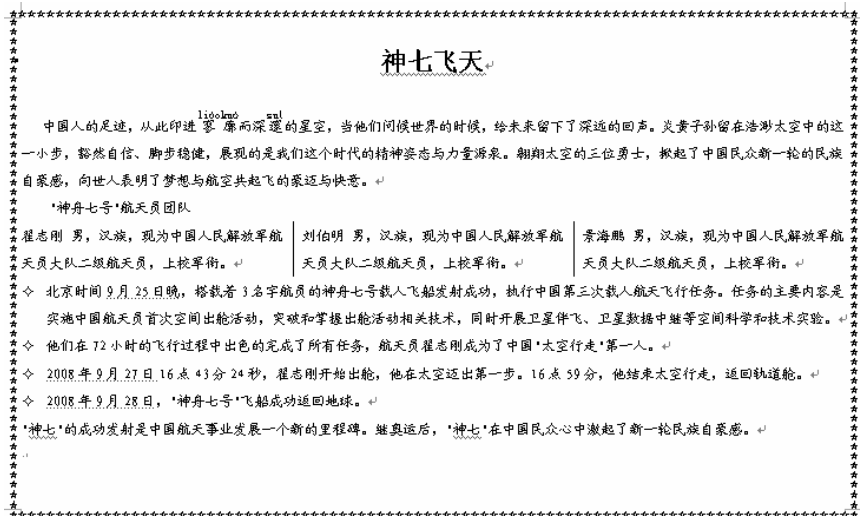 神七飞天
liáokuò suì
中国人的足迹，从此印进寥廓而深邃的星空，当他们问候世界的时候，给未来留下了深远的回声。炎黄子孙留在浩渺太空中的这
一小步，豁然自信、脚步稳健，展现的是我们这个时代的精神姿态与力量源泉。翱翔太空的三位勇士，掀起了中国民众新一轮的民族
自豪感，向世人表明了梦想与航空共起飞的豪迈与快意。
"神舟七号"航天员团队
翟志刚 男，汉族，现为中国人民解放军航
天员大队二级航天员，上校军衔。
刘伯明 男，汉族，现为中国人民解放军航
天员大队二级航天员，上校军衔。
景海鹏 男，汉族，现为中国人民解放军航
天员大队二级航天员，上校军衔。
✧ 北京时间9月25日晚，搭载着3名宇航员的神舟七号载人飞船发射成功，执行中国第三次载人航天飞行任务。任务的主要内容是
实施中国航天员首次空间出舱活动，突破和掌握出舱活动相关技术，同时开展卫星伴飞、卫星数据中继等空间科学和技术实验。
✧ 他们在72小时的飞行过程中出色的完成了所有任务，航天员翟志刚成为了中国"太空行走"第一人。
✧ 2008年9月27日16点43分24秒，翟志刚开始出舱，他在太空迈出第一步。16点59分，他结束太空行走，返回轨道舱。
✧ 2008年9月28日，"神舟七号"飞船成功返回地球。
"神七"的成功发射是中国航天事业发展一个新的里程碑。继奥运后，"神七"在中国民众心中激起了新一轮民族自豪感。